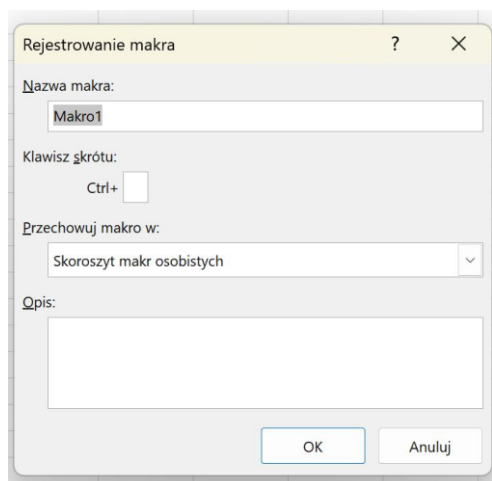 Rejestrowanie makra ? ×
Nazwa makra:
Makro1
Klawisz skrótu:
Ctrl+
Przechowuj makro w:
Skoroszyt makr osobistych
Opis:
OK Anuluj